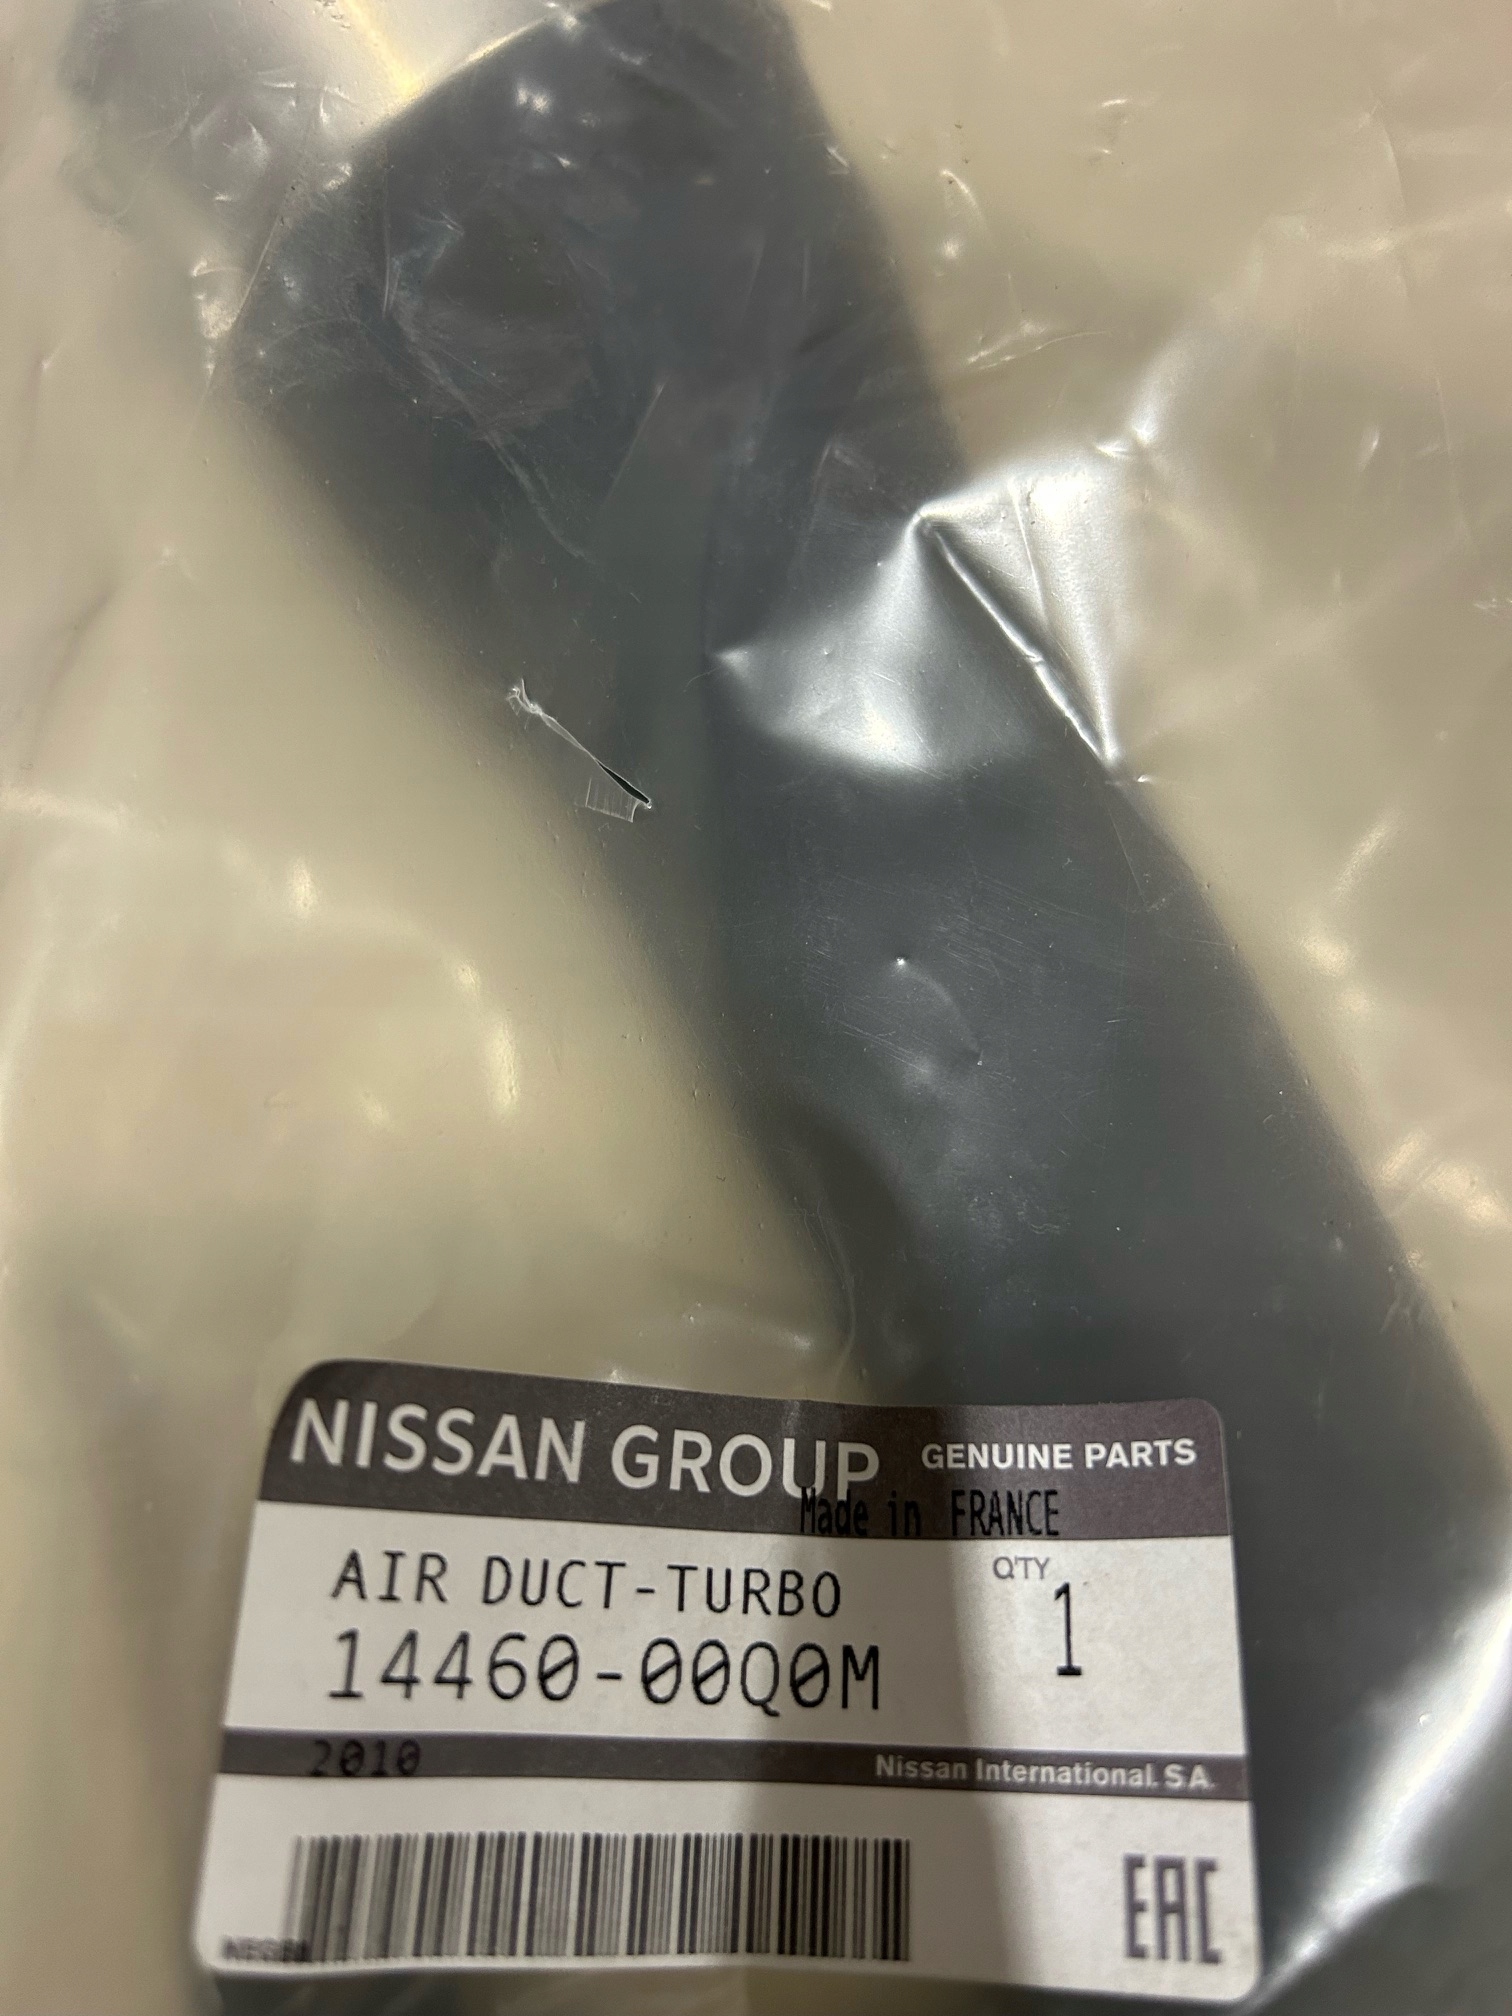 NISSAN GROUP GENUINE PARTS
Made in FRANCE
AIR DUCT-TURBO QTY
14460-00Q0M 1
2010 Nissan International. S.A.
EAC